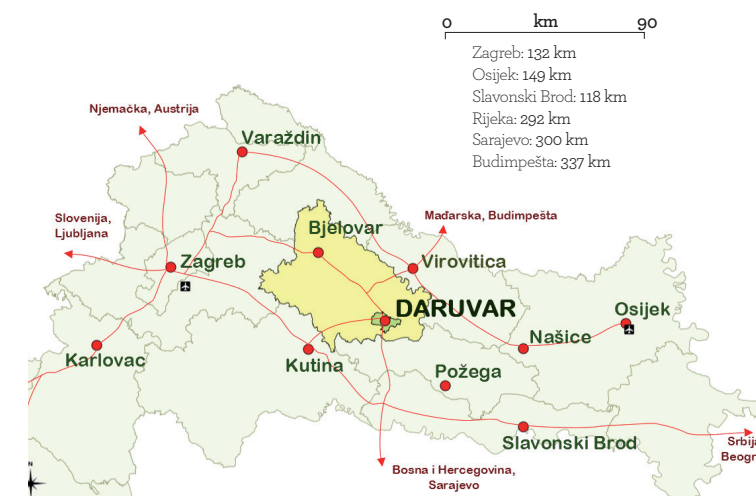 0 km 90
Zagreb: 132 km
Osijek: 149 km
Slavonski Brod: 118 km
Rijeka: 292 km
Sarajevo: 300 km
Budimpešta: 337 km
Njemačka, Austrija
Varaždin
Slovenija,
Ljubljana
Mađarska, Budimpešta
Bjelovar
Zagreb
Virovitica
DARUVAR
Osijek
Našice
Karlovac
Kutina
Požega
Slavonski Brod
Srbija
Beogr
Bosna i Hercegovina,
Sarajevo
N